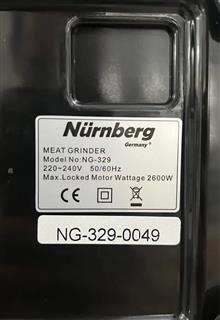 Nürnberg
Germany®
MEAT GRINDER
Model No:NG-329
220~240V 50/60Hz
Max.Locked Motor Wattage 2600W
CE
NG-329-0049